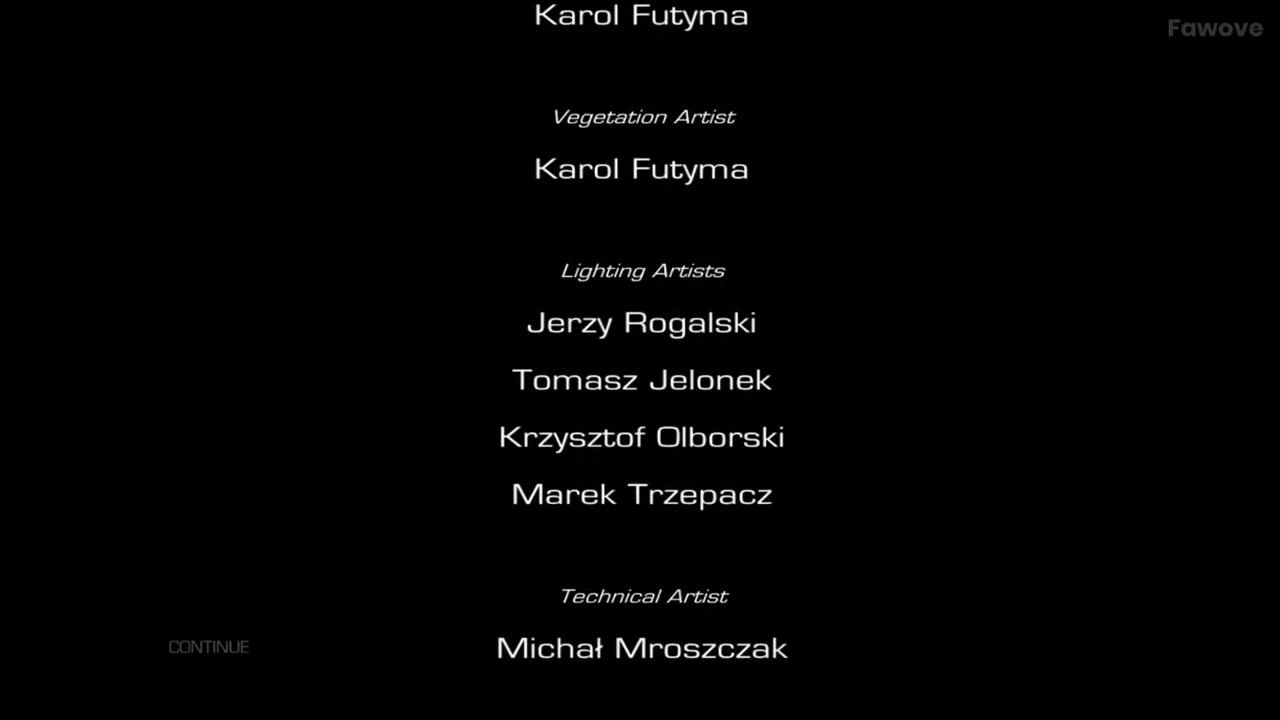 Karol Futyma
Fawove
Vegetation Artist
Karol Futyma
Lighting Artists
Jerzy Rogalski
Tomasz Jelonek
Krzysztof Olborski
Marek Trzepacz
Technical Artist
CONTINUE
Michał Mroszczak